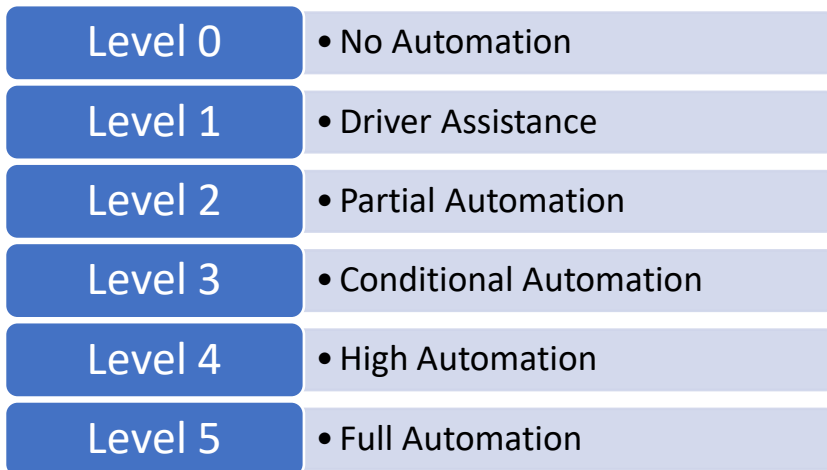 Level 0 • No Automation
Level 1 • Driver Assistance
Level 2 • Partial Automation
Level 3 • Conditional Automation
Level 4 • High Automation
Level 5 • Full Automation